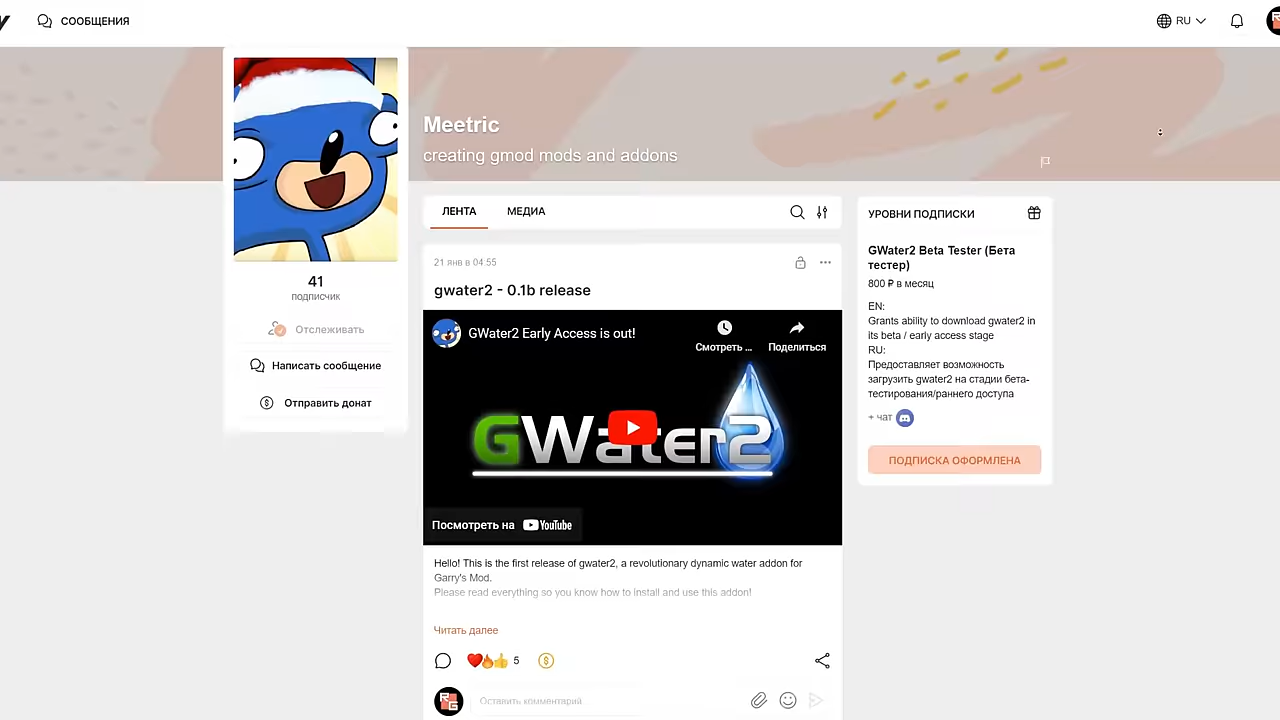 СООБЩЕНИЯ
RU
Meetric
creating gmod mods and addons
41
подписчик
Отслеживать
Написать сообщение
Отправить донат
ЛЕНТА
МЕДИА
21 янв в 04:55
gwater2 - 0.1b release
GWater2 Early Access is out!
Смотреть ...
Поделиться
GWater2
Посмотреть на YouTube
Hello! This is the first release of gwater2, a revolutionary dynamic water addon for
Garry's Mod.
Please read everything so you know how to install and use this addon!
Читать далее
5
Оставить комментарий
УРОВНИ ПОДПИСКИ
GWater2 Beta Tester (Бета
тестер)
800 ₽ в месяц
EN:
Grants ability to download gwater2 in
its beta / early access stage
RU:
Предоставляет возможность
загрузить gwater2 на стадии бета-
тестирования/раннего доступа
+ чат
ПОДПИСКА ОФОРМЛЕНА